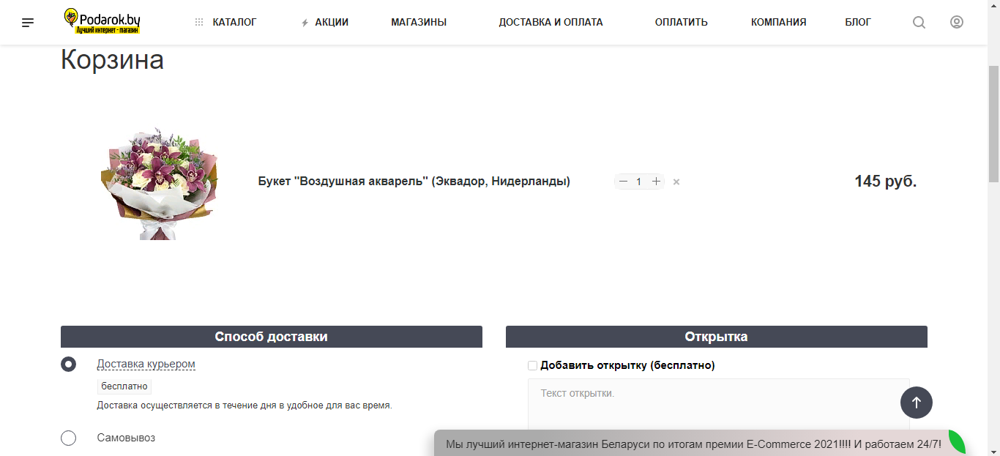 Podarok.by
Лучший интернет - магазин
КАТАЛОГ
АКЦИИ
МАГАЗИНЫ
ДОСТАВКА И ОПЛАТА
ОПЛАТИТЬ
КОМПАНИЯ
БЛОГ
Корзина
Букет "Воздушная акварель" (Эквадор, Нидерланды)
1
145 руб.
Способ доставки
Доставка курьером
бесплатно
Доставка осуществляется в течение дня в удобное для вас время.
Самовывоз
Открытка
Добавить открытку (бесплатно)
Текст открытки.
Мы лучший интернет-магазин Беларуси по итогам премии E-Commerce 2021!!!! И работаем 24/7!